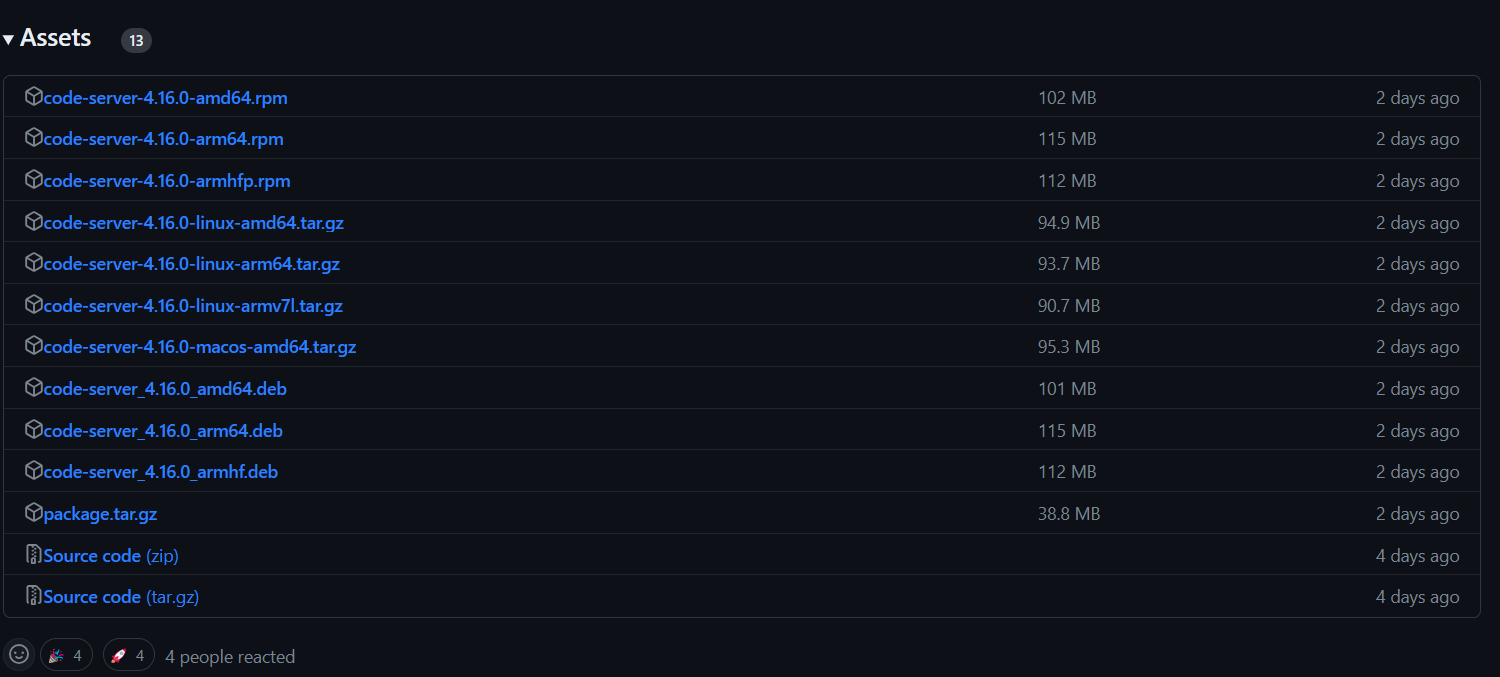 Assets 13
code-server-4.16.0-amd64.rpm 102 MB 2 days ago
code-server-4.16.0-arm64.rpm 115 MB 2 days ago
code-server-4.16.0-armhfp.rpm 112 MB 2 days ago
code-server-4.16.0-linux-amd64.tar.gz 94.9 MB 2 days ago
code-server-4.16.0-linux-arm64.tar.gz 93.7 MB 2 days ago
code-server-4.16.0-linux-armv7l.tar.gz 90.7 MB 2 days ago
code-server-4.16.0-macos-amd64.tar.gz 95.3 MB 2 days ago
code-server_4.16.0_amd64.deb 101 MB 2 days ago
code-server_4.16.0_arm64.deb 115 MB 2 days ago
code-server_4.16.0_armhf.deb 112 MB 2 days ago
package.tar.gz 38.8 MB 2 days ago
Source code (zip) 4 days ago
Source code (tar.gz) 4 days ago
4 4 4 people reacted